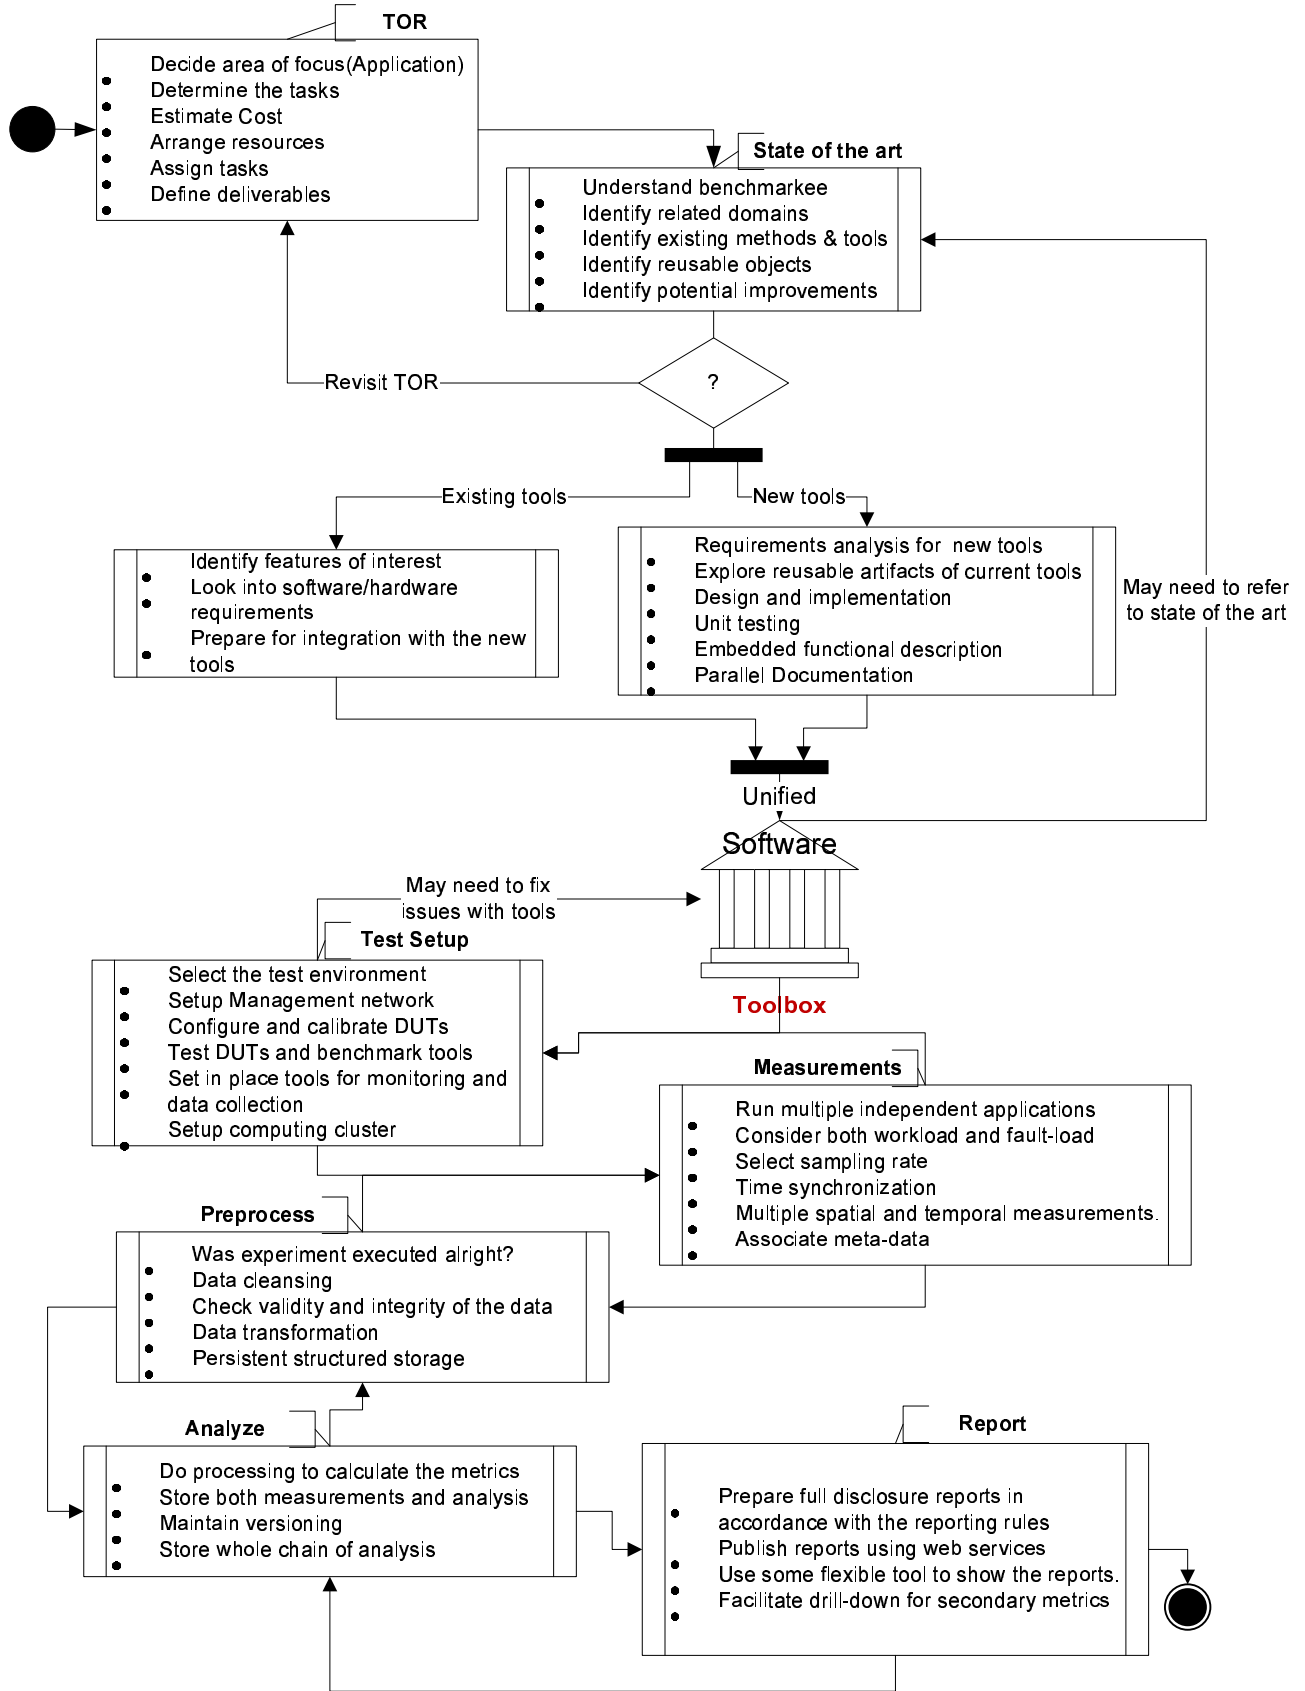 TOR
Decide area of focus(Application)
Determine the tasks
Estimate Cost
Arrange resources
Assign tasks
Define deliverables
State of the art
Understand benchmarkee
Identify related domains
Identify existing methods & tools
Identify reusable objects
Identify potential improvements
Revisit TOR
?
Existing tools
New tools
Identify features of interest
Look into software/hardware
requirements
Prepare for integration with the new
tools
Requirements analysis for new tools
Explore reusable artifacts of current tools
Design and implementation
Unit testing
Embedded functional description
Parallel Documentation
May need to refer
to state of the art
Unified
Software
Toolbox
May need to fix
issues with tools
Test Setup
Select the test environment
Setup Management network
Configure and calibrate DUTs
Test DUTs and benchmark tools
Set in place tools for monitoring and
data collection
Setup computing cluster
Measurements
Run multiple independent applications
Consider both workload and fault-load
Select sampling rate
Time synchronization
Multiple spatial and temporal measurements.
Associate meta-data
Preprocess
Was experiment executed alright?
Data cleansing
Check validity and integrity of the data
Data transformation
Persistent structured storage
Analyze
Do processing to calculate the metrics
Store both measurements and analysis
Maintain versioning
Store whole chain of analysis
Report
Prepare full disclosure reports in
accordance with the reporting rules
Publish reports using web services
Use some flexible tool to show the reports.
Facilitate drill-down for secondary metrics